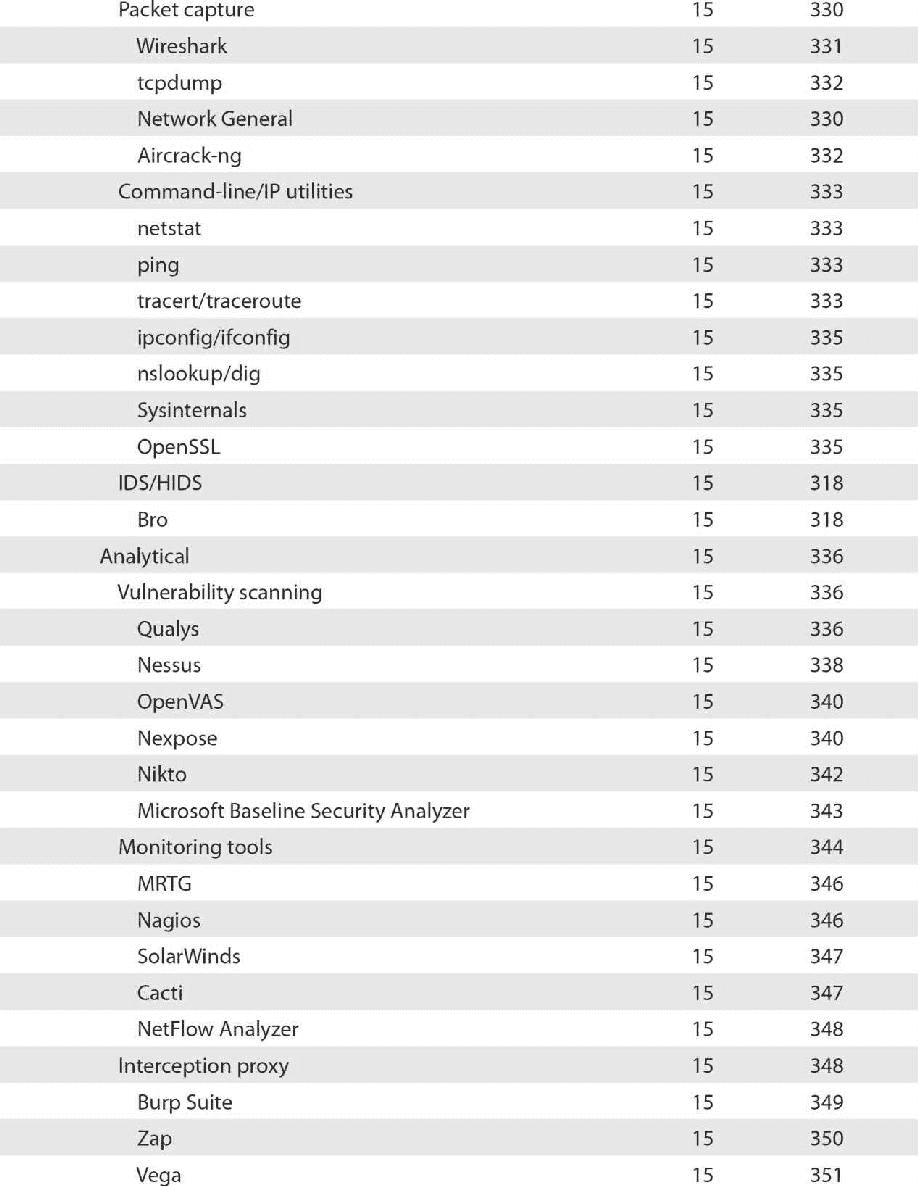 Packet capture 15 330
Wireshark 15 331
tcpdump 15 332
Network General 15 330
Aircrack-ng 15 332
Command-line/IP utilities 15 333
netstat 15 333
ping 15 333
tracert/traceroute 15 333
ipconfig/ifconfig 15 335
nslookup/dig 15 335
Sysinternals 15 335
OpenSSL 15 335
IDS/HIDS 15 318
Bro 15 318
Analytical 15 336
Vulnerability scanning 15 336
Qualys 15 336
Nessus 15 338
OpenVAS 15 340
Nexpose 15 340
Nikto 15 342
Microsoft Baseline Security Analyzer 15 343
Monitoring tools 15 344
MRTG 15 346
Nagios 15 346
SolarWinds 15 347
Cacti 15 347
NetFlow Analyzer 15 348
Interception proxy 15 348
Burp Suite 15 349
Zap 15 350
Vega 15 351